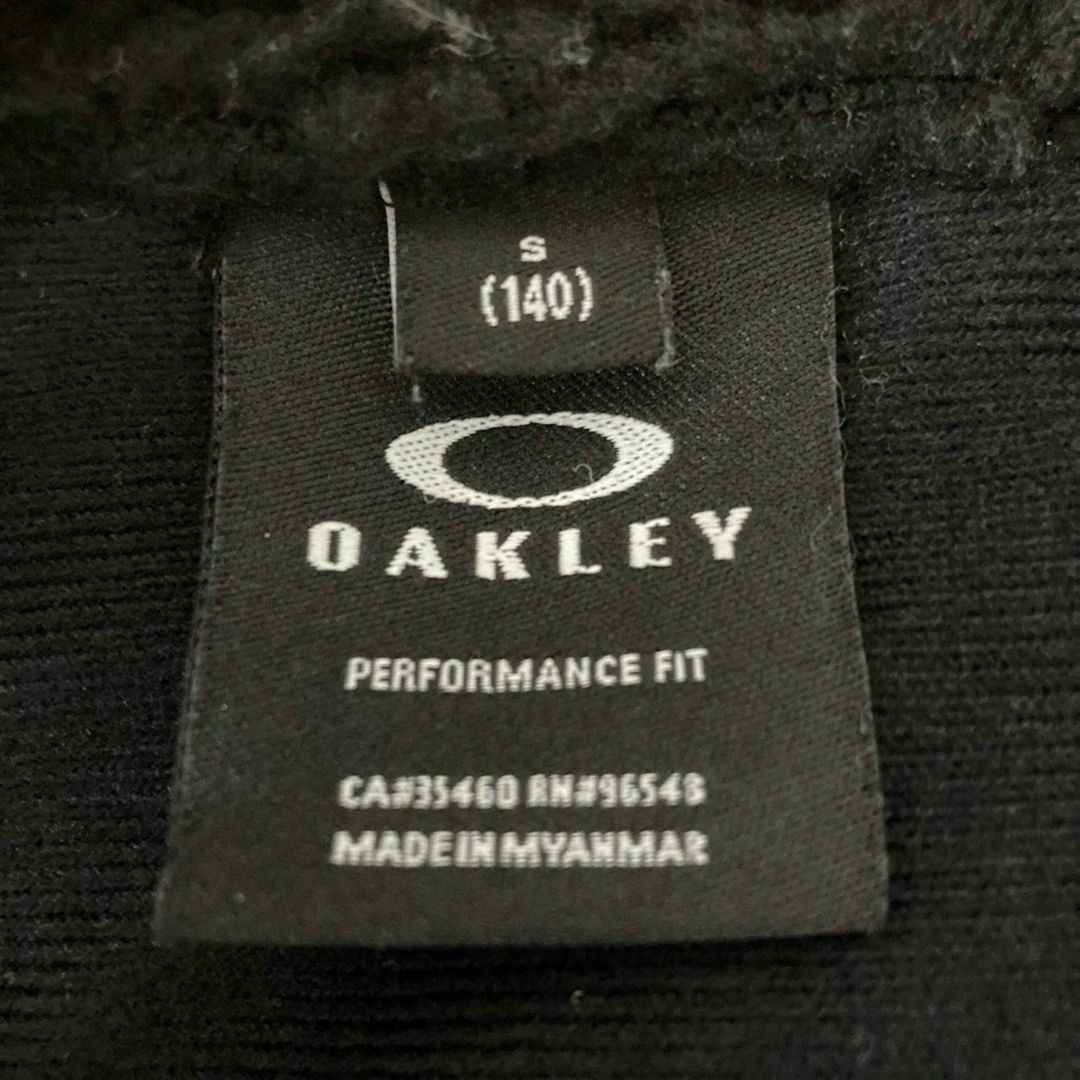 S
(140)
OAKLEY
PERFORMANCE FIT
CA#35460 RN#96548
MADE IN MYANMAR